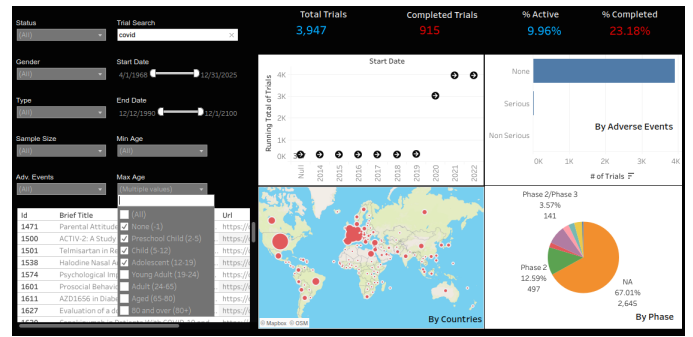 Status
(All)
Trial Search
covid
Gender
(All)
Start Date
4/1/1968
12/31/2025
Type
(All)
End Date
12/12/1990
12/1/2100
Sample Size
(All)
Min Age
(All)
Adv. Events
(All)
Max Age
(Multiple values)
(All)
None (-1)
Preschool Child (2-5)
Child (5-12)
Adolescent (12-19)
Young Adult (19-24)
Adult (24-65)
Aged (65-80)
80 and over (80+)
Id Brief Title Url
1471 Parental Attitude https://
1500 ACTIV-2: A Study https://
1501 Telmisartan in Re https://
1538 Halodine Nasal A https://
1574 Psychological Im https://
1601 Prosocial Behavio https://
1611 AZD1656 in Diabe https://
1627 Evaluation of a d https://
Total Trials
3,947
Completed Trials
915
% Active
9.96%
% Completed
23.18%
Start Date
Running Total of Trials
4K
3K
2K
1K
0K
Null
2014
2015
2016
2017
2018
2019
2020
2021
2022
None
Serious
Non Serious
By Adverse Events
0K 1K 2K 3K 4K
# of Trials
© Mapbox © OSM
By Countries
Phase 2/Phase 3
3.57%
141
Phase 2
12.59%
497
NA
67.01%
2,645
By Phase